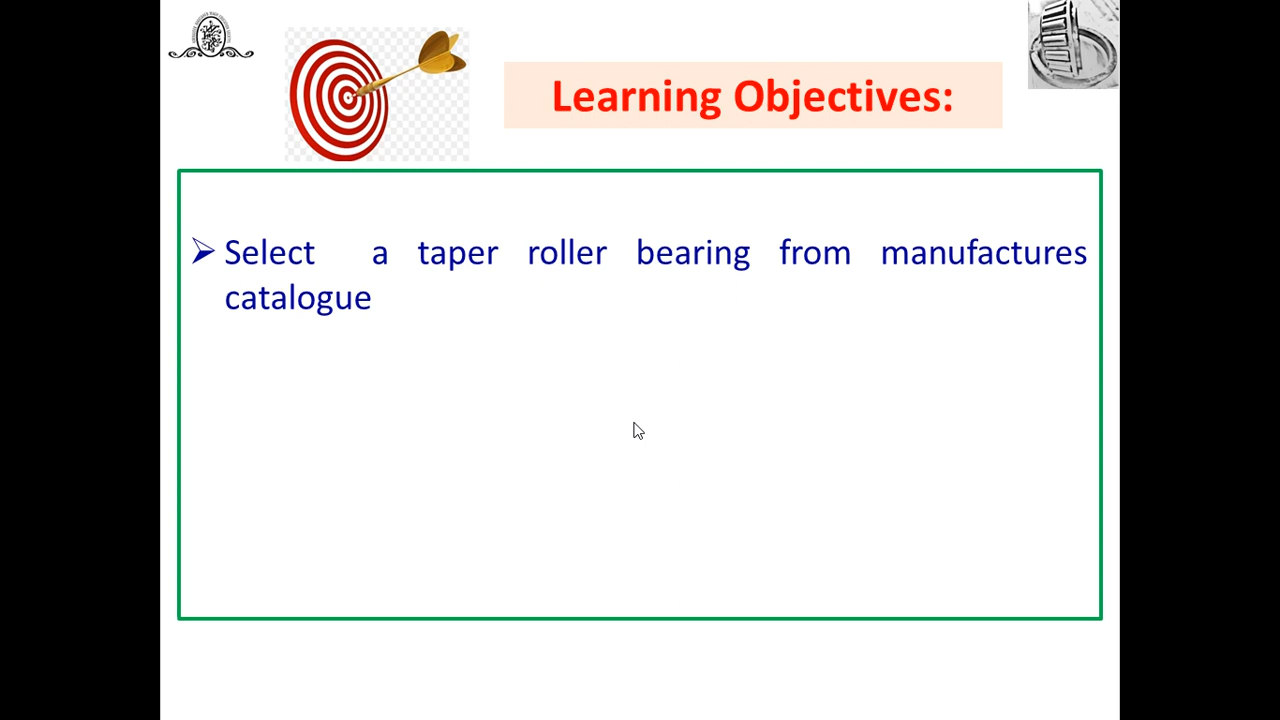 Learning Objectives:
Select a taper roller bearing from manufactures
catalogue